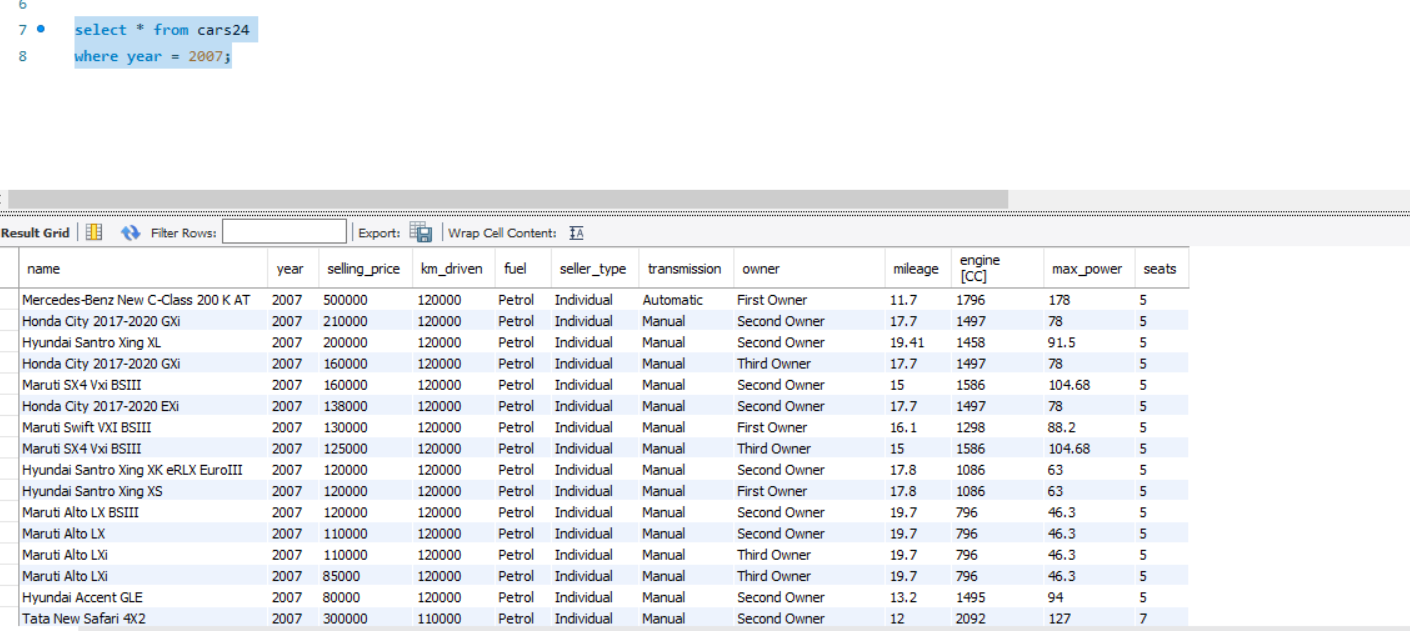 6
7 select * from cars24
8 where year = 2007;
Result Grid Filter Rows: Export: Wrap Cell Content: IA
name year selling_price km_driven fuel seller_type transmission owner mileage engine [CC] max_power seats
Mercedes-Benz New C-Class 200 K AT 2007 500000 120000 Petrol Individual Automatic First Owner 11.7 1796 178 5
Honda City 2017-2020 GXi 2007 210000 120000 Petrol Individual Manual Second Owner 17.7 1497 78 5
Hyundai Santro Xing XL 2007 200000 120000 Petrol Individual Manual Second Owner 19.41 1458 91.5 5
Honda City 2017-2020 GXi 2007 160000 120000 Petrol Individual Manual Third Owner 17.7 1497 78 5
Maruti SX4 Vxi BSIII 2007 160000 120000 Petrol Individual Manual Second Owner 15 1586 104.68 5
Honda City 2017-2020 EXi 2007 138000 120000 Petrol Individual Manual Second Owner 17.7 1497 78 5
Maruti Swift VXI BSIII 2007 130000 120000 Petrol Individual Manual First Owner 16.1 1298 88.2 5
Maruti SX4 Vxi BSIII 2007 125000 120000 Petrol Individual Manual Third Owner 15 1586 104.68 5
Hyundai Santro Xing XK eRLX EuroIII 2007 120000 120000 Petrol Individual Manual Second Owner 17.8 1086 63 5
Hyundai Santro Xing XS 2007 120000 120000 Petrol Individual Manual First Owner 17.8 1086 63 5
Maruti Alto LX BSIII 2007 120000 120000 Petrol Individual Manual Second Owner 19.7 796 46.3 5
Maruti Alto LX 2007 110000 120000 Petrol Individual Manual Second Owner 19.7 796 46.3 5
Maruti Alto LXi 2007 110000 120000 Petrol Individual Manual Third Owner 19.7 796 46.3 5
Maruti Alto LXi 2007 85000 120000 Petrol Individual Manual Third Owner 19.7 796 46.3 5
Hyundai Accent GLE 2007 80000 120000 Petrol Individual Manual Second Owner 13.2 1495 94 5
Tata New Safari 4X2 2007 300000 110000 Petrol Individual Manual Second Owner 12 2092 127 7